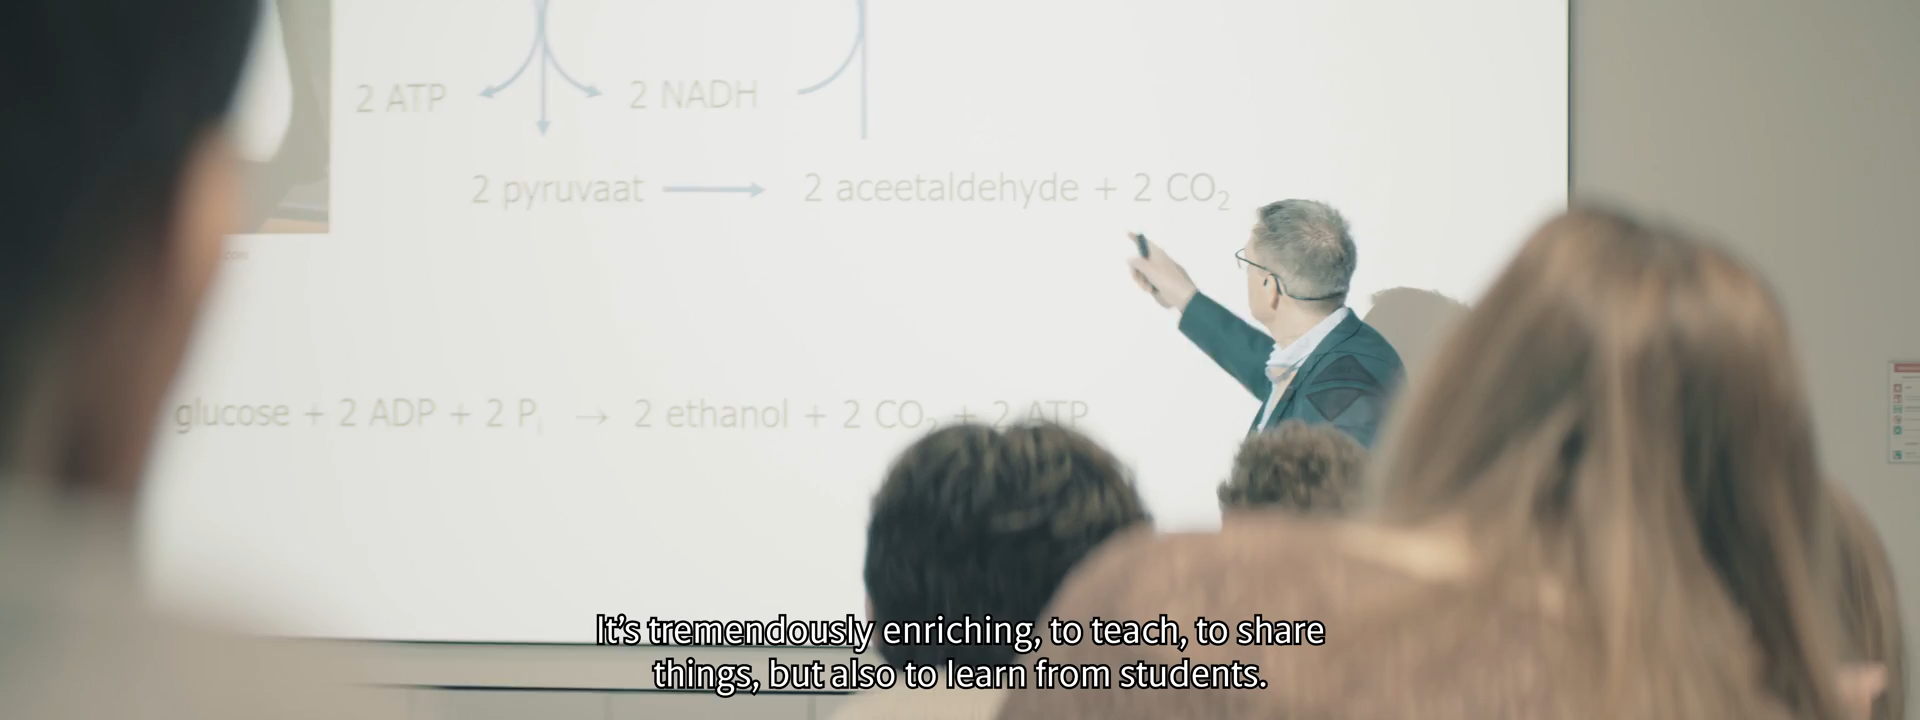 2 ATP
2 NADH
2 pyruvaat
2 aceetaldehyde + 2 CO₂
glucose + 2 ADP + 2 Pᵢ → 2 ethanol + 2 CO₂ + 2 ATP
It's tremendously enriching, to teach, to share
things, but also to learn from students.